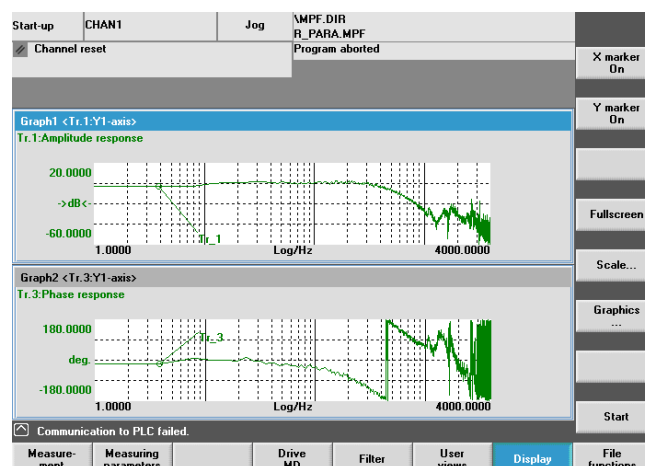 Start-up CHAN1 Jog \MPF.DIR
R_PARA.MPF
Channel reset Program aborted
X marker
On
Y marker
On
Graph1 <Tr.1:Y1-axis>
Tr.1:Amplitude response
20.0000
->dB<-
-60.0000
Tr_1
1.0000 Log/Hz 4000.0000
Fullscreen
Scale...
Graph2 <Tr.3:Y1-axis>
Tr.3:Phase response
180.0000
Tr_3
deg.
-180.0000
1.0000 Log/Hz 4000.0000
Graphics
...
Start
Communication to PLC failed.
Measure-
ment
Measuring
parameters
Drive
MD
Filter
User
views
Display
File
functions